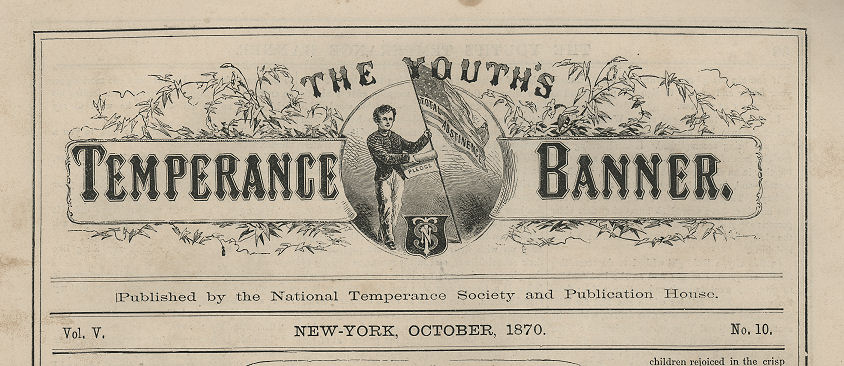 THE YOUTH'S
TEMPERANCE BANNER.
TOTAL ABSTINENCE
PLEDGE
Published by the National Temperance Society and Publication House.
Vol. V. NEW-YORK, OCTOBER, 1870. No. 10.
children rejoiced in the crisp